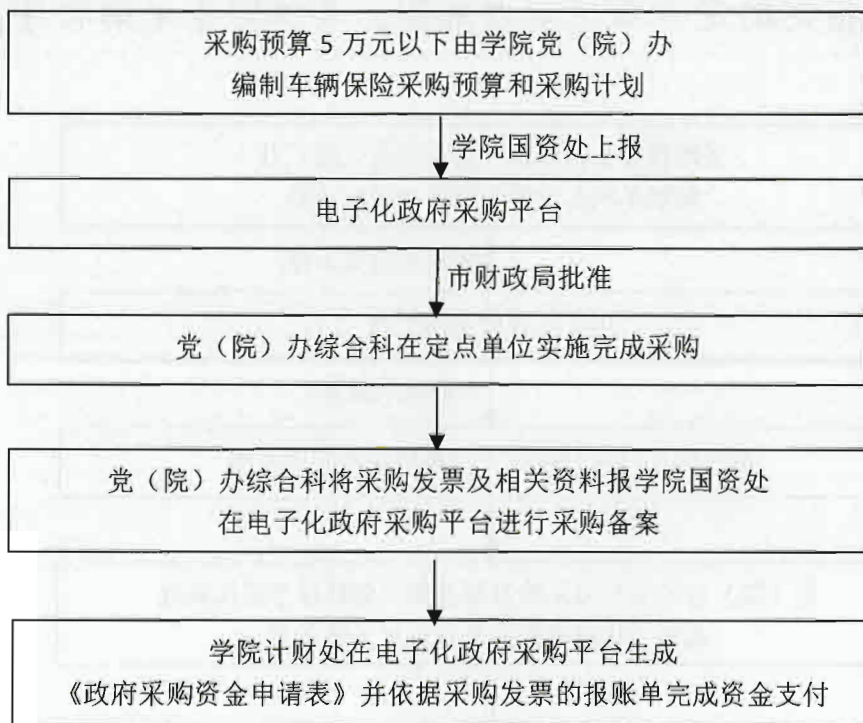 采购预算 5 万元以下由学院党（院）办
编制车辆保险采购预算和采购计划
学院国资处上报
电子化政府采购平台
市财政局批准
党（院）办综合科在定点单位实施完成采购
党（院）办综合科将采购发票及相关资料报学院国资处
在电子化政府采购平台进行采购备案
学院计财处在电子化政府采购平台生成
《政府采购资金申请表》并依据采购发票的报账单完成资金支付